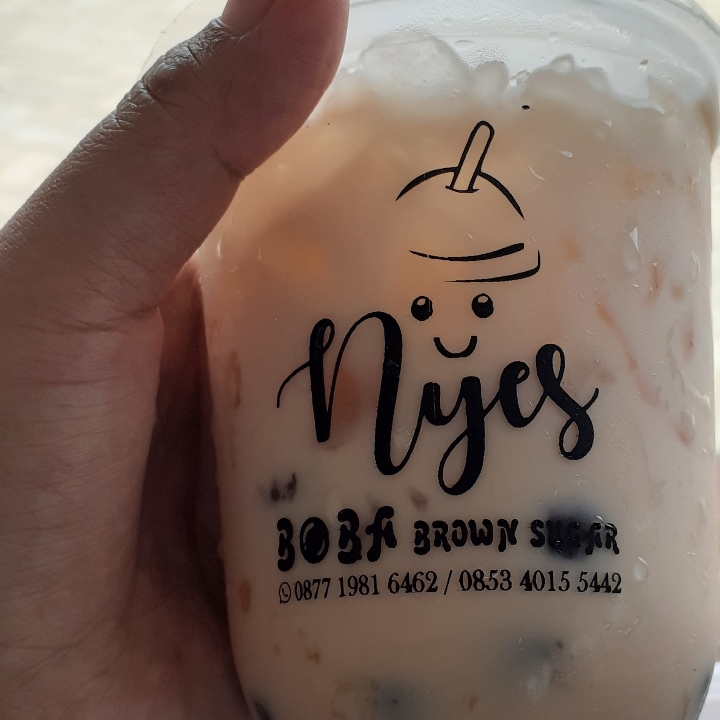 Nyes
BOBA BROWN SUGAR
0877 1981 6462 / 0853 4015 5442